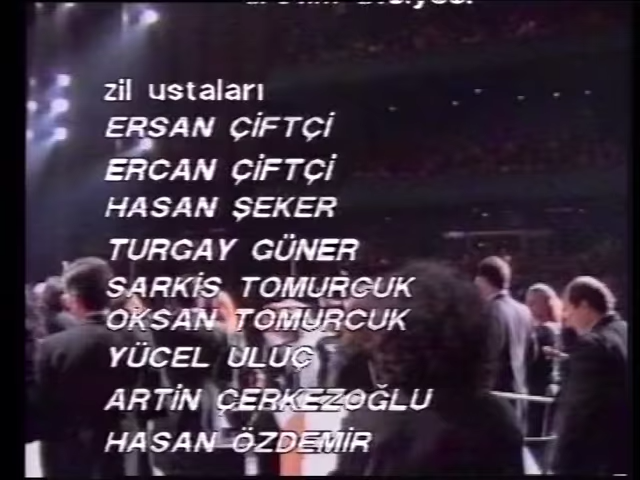 zil ustaları
ERSAN ÇİFTÇİ
ERCAN ÇİFTÇİ
HASAN ŞEKER
TURGAY GÜNER
SARKİS TOMURCUK
OKSAN TOMURCUK
YÜCEL ULUÇ
ARTİN ÇERKEZOĞLU
HASAN ÖZDEMİR